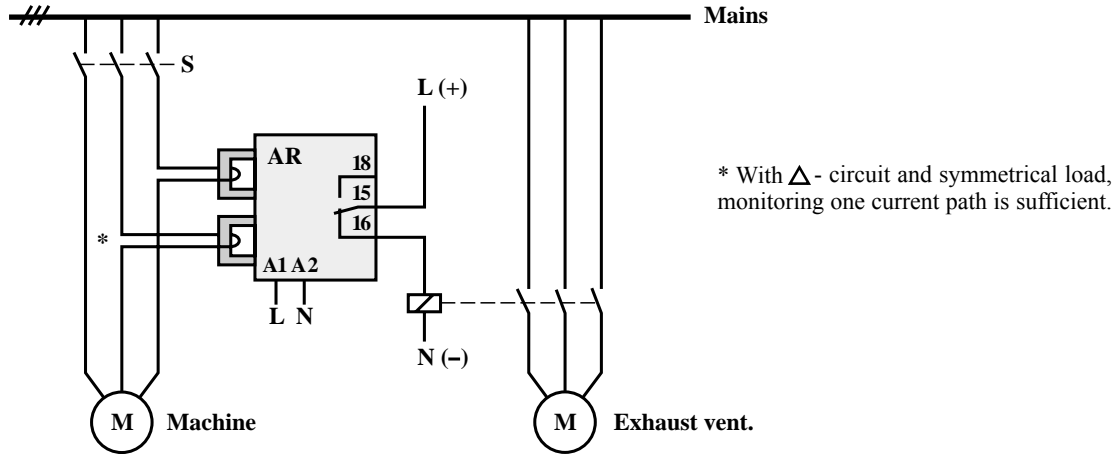 Mains
S
L (+)
AR
18
15
16
*
A1 A2
L N
N (–)
M Machine
M Exhaust vent.
* With △ - circuit and symmetrical load,
monitoring one current path is sufficient.